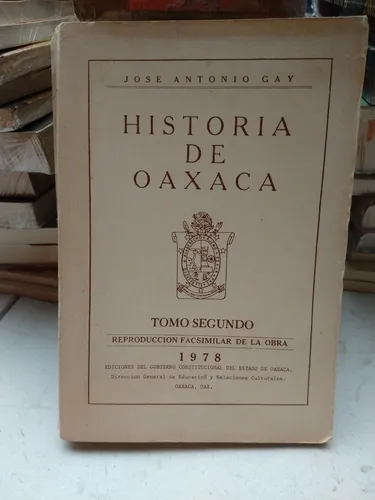 JOSE ANTONIO GAY
HISTORIA
DE
OAXACA
TOMO SEGUNDO
REPRODUCCION FACSIMILAR DE LA OBRA
1978
EDICIONES DEL GOBIERNO CONSTITUCIONAL DEL ESTADO DE OAXACA.
Direccion General de Educación y Relaciones Culturales.
OAXACA, OAX.